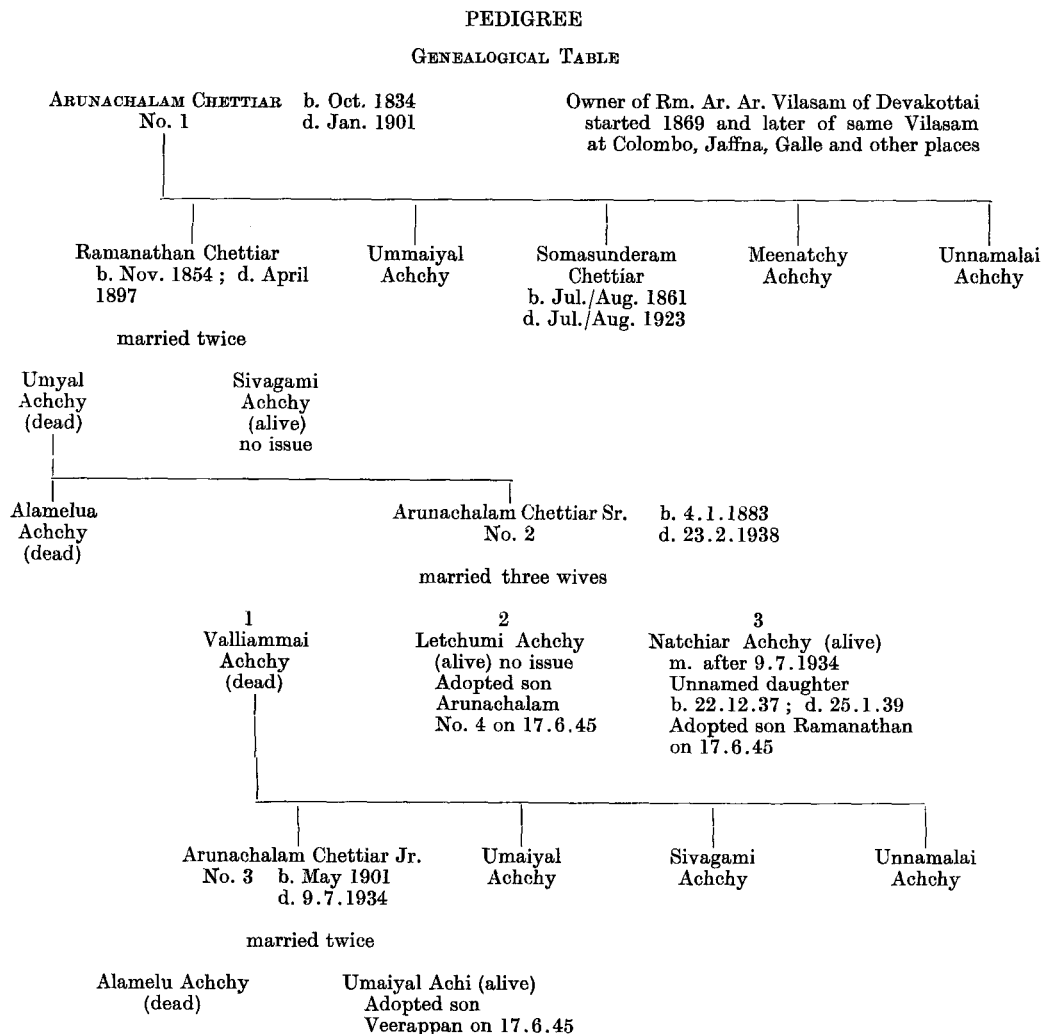 PEDIGREE
GENEALOGICAL TABLE
ARUNACHALAM CHETTIAR b. Oct. 1834
No. 1 d. Jan. 1901
Owner of Rm. Ar. Ar. Vilasam of Devakottai
started 1869 and later of same Vilasam
at Colombo, Jaffna, Galle and other places
Ramanathan Chettiar
b. Nov. 1854 ; d. April
1897
Ummaiyal
Achchy
Somasunderam
Chettiar
b. Jul./Aug. 1861
d. Jul./Aug. 1923
Meenatchy
Achchy
Unnamalai
Achchy
married twice
Umyal
Achchy
(dead)
Sivagami
Achchy
(alive)
no issue
Alamelua
Achchy
(dead)
Arunachalam Chettiar Sr. b. 4.1.1883
No. 2 d. 23.2.1938
married three wives
1
Valliammai
Achchy
(dead)
2
Letchumi Achchy
(alive) no issue
Adopted son
Arunachalam
No. 4 on 17.6.45
3
Natchiar Achchy (alive)
m. after 9.7.1934
Unnamed daughter
b. 22.12.37 ; d. 25.1.39
Adopted son Ramanathan
on 17.6.45
Arunachalam Chettiar Jr.
No. 3 b. May 1901
d. 9.7.1934
Umaiyal
Achchy
Sivagami
Achchy
Unnamalai
Achchy
married twice
Alamelu Achchy
(dead)
Umaiyal Achi (alive)
Adopted son
Veerappan on 17.6.45